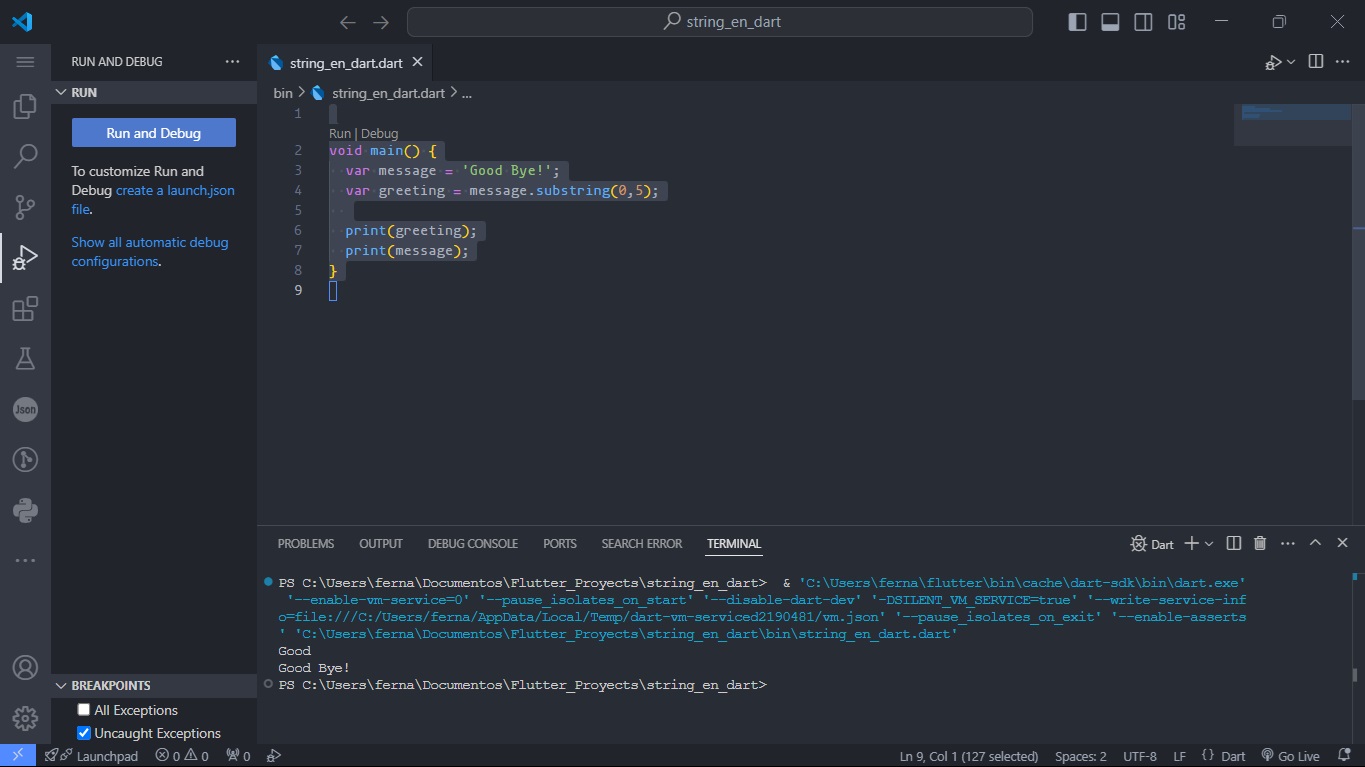 string_en_dart
RUN AND DEBUG ...
RUN
Run and Debug
To customize Run and
Debug create a launch.json
file.
Show all automatic debug
configurations.
BREAKPOINTS
All Exceptions
Uncaught Exceptions
Json
string_en_dart.dart
bin > string_en_dart.dart > ...
1
Run | Debug
2 void main() {
3 var message = 'Good Bye!';
4 var greeting = message.substring(0,5);
5
6 print(greeting);
7 print(message);
8 }
9
PROBLEMS OUTPUT DEBUG CONSOLE PORTS SEARCH ERROR TERMINAL Dart
PS C:\Users\ferna\Documentos\Flutter_Proyects\string_en_dart> & 'C:\Users\ferna\flutter\bin\cache\dart-sdk\bin\dart.exe'
'--enable-vm-service=0' '--pause_isolates_on_start' '--disable-dart-dev' '-DSILENT_VM_SERVICE=true' '--write-service-inf
o=file:///C:/Users/ferna/AppData/Local/Temp/dart-vm-serviced2190481/vm.json' '--pause_isolates_on_exit' '--enable-asserts
' 'C:\Users\ferna\Documentos\Flutter_Proyects\string_en_dart\bin\string_en_dart.dart'
Good
Good Bye!
PS C:\Users\ferna\Documentos\Flutter_Proyects\string_en_dart>
Launchpad 0 0 0 Ln 9, Col 1 (127 selected) Spaces: 2 UTF-8 LF {} Dart Go Live